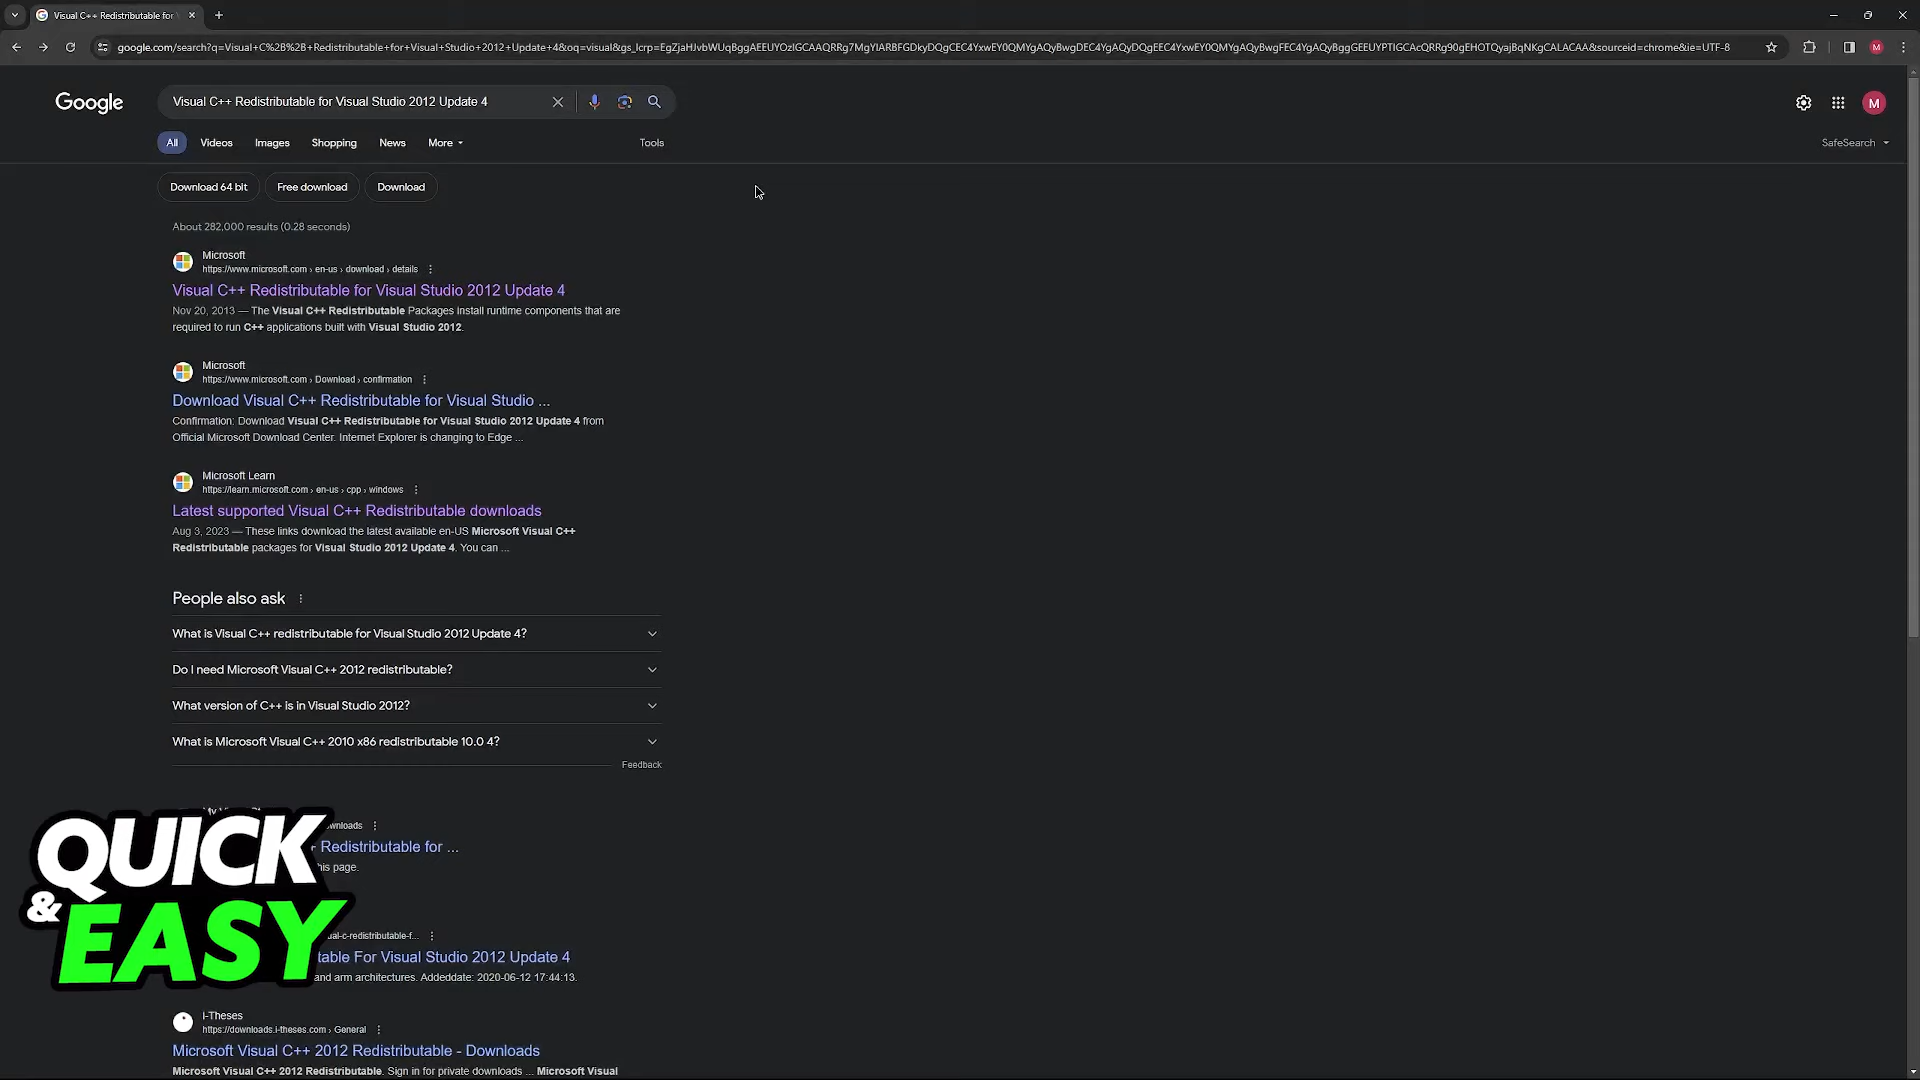 Visual C++ Redistributable for
google.com/search?q=Visual+C%2B%2B+Redistributable+for+Visual+Studio+2012+Update+4&oq=visual&gs_lcrp=EgZjaHJvbWUqBggAEEUYOzIGCAAQRRg7MgYIARBFGDkyDQgCEC4YxwEY0QMYgAQyBwgDEC4YgAQyDQgEEC4YxwEY0QMYgAQyBwgFEC4YgAQyBggGEEUYPTIGCAcQRRg90gEHOTQyajBqNKgCALACAA&sourceid=chrome&ie=UTF-8
M
Google
Visual C++ Redistributable for Visual Studio 2012 Update 4
M
All Videos Images Shopping News More Tools SafeSearch
Download 64 bit Free download Download
About 282,000 results (0.28 seconds)
Microsoft
https://www.microsoft.com › en-us › download › details
Visual C++ Redistributable for Visual Studio 2012 Update 4
Nov 20, 2013 — The Visual C++ Redistributable Packages install runtime components that are
required to run C++ applications built with Visual Studio 2012.
Microsoft
https://www.microsoft.com › Download › confirmation
Download Visual C++ Redistributable for Visual Studio ...
Confirmation: Download Visual C++ Redistributable for Visual Studio 2012 Update 4 from
Official Microsoft Download Center. Internet Explorer is changing to Edge ...
Microsoft Learn
https://learn.microsoft.com › en-us › cpp › windows
Latest supported Visual C++ Redistributable downloads
Aug 3, 2023 — These links download the latest available en-US Microsoft Visual C++
Redistributable packages for Visual Studio 2012 Update 4. You can ...
People also ask
What is Visual C++ redistributable for Visual Studio 2012 Update 4?
Do I need Microsoft Visual C++ 2012 redistributable?
What version of C++ is in Visual Studio 2012?
What is Microsoft Visual C++ 2010 x86 redistributable 10.0 4?
Feedback
wnloads
Redistributable for ...
his page.
QUICK
& EASY
ual-c-redistributable-f...
table For Visual Studio 2012 Update 4
and arm architectures. Addeddate: 2020-06-12 17:44:13.
I-Theses
https://downloads.i-theses.com › General
Microsoft Visual C++ 2012 Redistributable - Downloads
Microsoft Visual C++ 2012 Redistributable. Sign in for private downloads ... Microsoft Visual